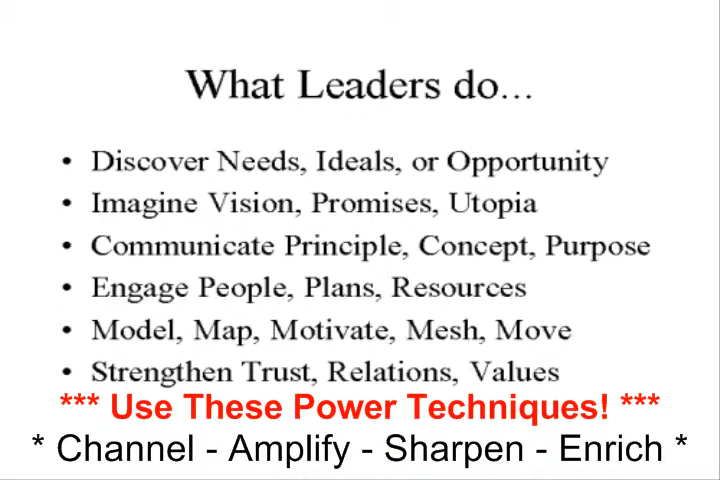 What Leaders do...
• Discover Needs, Ideals, or Opportunity
• Imagine Vision, Promises, Utopia
• Communicate Principle, Concept, Purpose
• Engage People, Plans, Resources
• Model, Map, Motivate, Mesh, Move
• Strengthen Trust, Relations, Values
*** Use These Power Techniques! ***
* Channel - Amplify - Sharpen - Enrich *